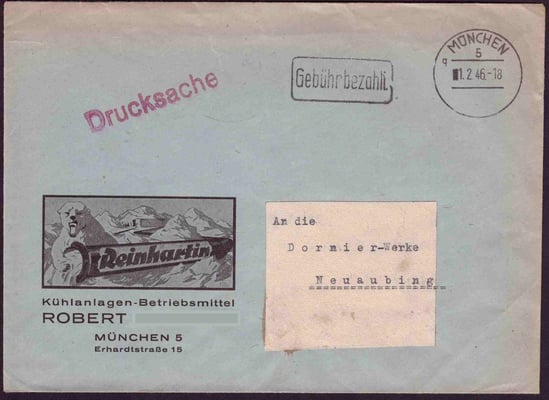 MÜNCHEN
5
q
1.2.46.-18
Gebühr bezahlt
Drucksache
Reinhartin
Kühlanlagen-Betriebsmittel
ROBERT
MÜNCHEN 5
Erhardtstraße 15
An die
Dornier-Werke
Neuaubing